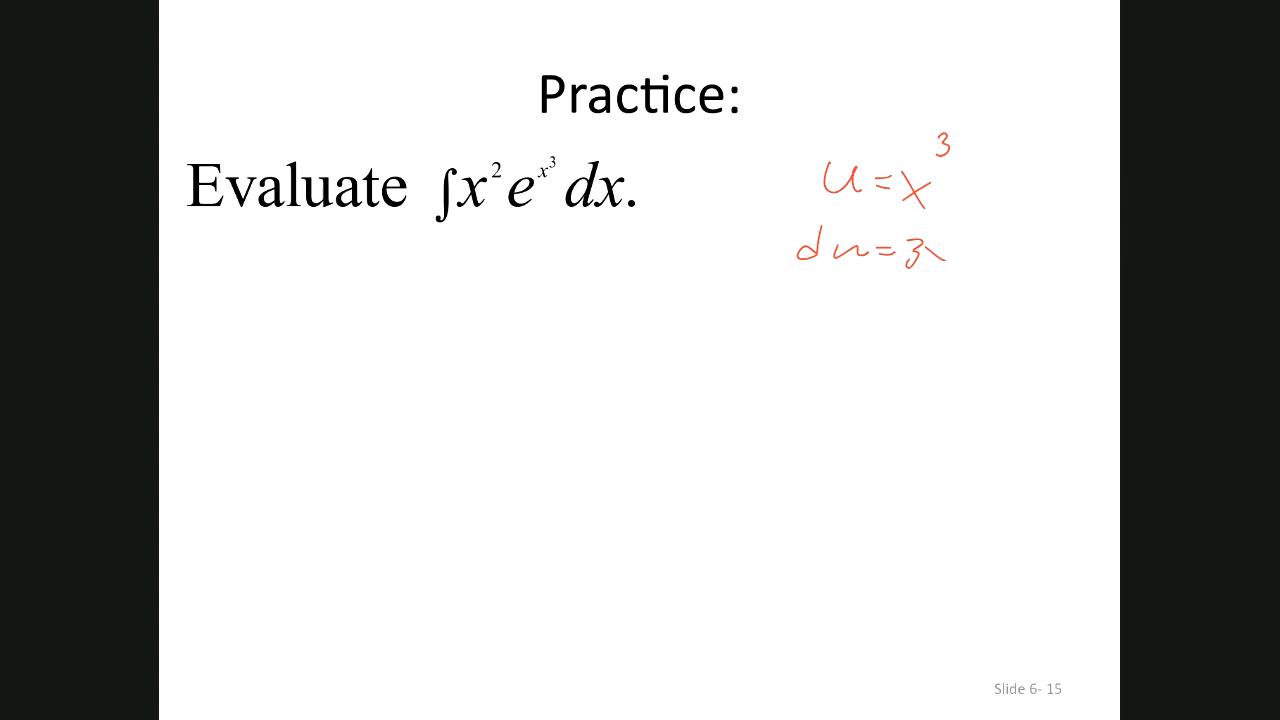 Practice:
Evaluate ∫x²e^{x³}dx.
u=x³
du=3x
Slide 6- 15